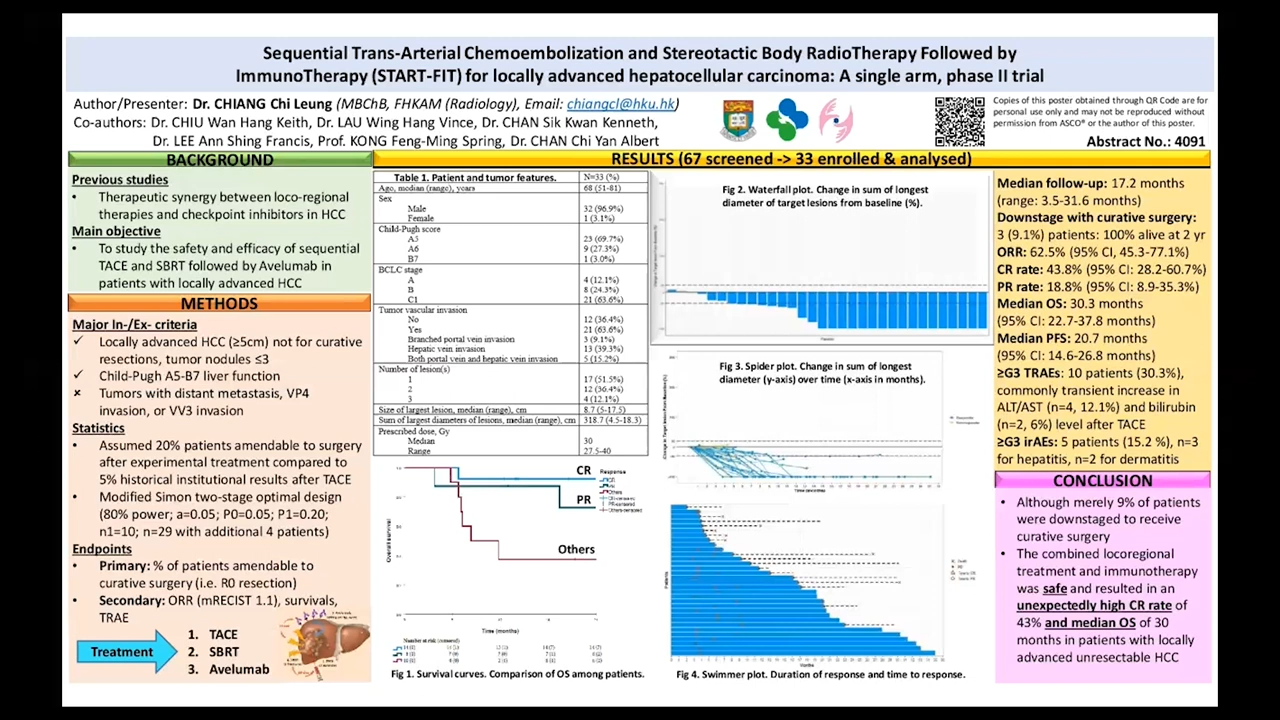 Sequential Trans-Arterial Chemoembolization and Stereotactic Body RadioTherapy Followed by
ImmunoTherapy (START-FIT) for locally advanced hepatocellular carcinoma: A single arm, phase II trial
Author/Presenter: Dr. CHIANG Chi Leung (MBChB, FHKAM (Radiology), Email: chiangcl@hku.hk)
Co-authors: Dr. CHIU Wan Hang Keith, Dr. LAU Wing Hang Vince, Dr. CHAN Sik Kwan Kenneth,
Dr. LEE Ann Shing Francis, Prof. KONG Feng-Ming Spring, Dr. CHAN Chi Yan Albert
Copies of this poster obtained through QR Code are for
personal use only and may not be reproduced without
permission from ASCO® or the author of this poster.
Abstract No.: 4091
BACKGROUND
Previous studies
• Therapeutic synergy between loco-regional
therapies and checkpoint inhibitors in HCC
Main objective
• To study the safety and efficacy of sequential
TACE and SBRT followed by Avelumab in
patients with locally advanced HCC
METHODS
Major In-/Ex- criteria
✓ Locally advanced HCC (≥5cm) not for curative
resections, tumor nodules ≤3
✓ Child-Pugh A5-B7 liver function
× Tumors with distant metastasis, VP4
invasion, or VV3 invasion
Statistics
• Assumed 20% patients amendable to surgery
after experimental treatment compared to
5% historical institutional results after TACE
• Modified Simon two-stage optimal design
(80% power; a=0.05; P0=0.05; P1=0.20;
n1=10; n=29 with additional 4 patients)
Endpoints
• Primary: % of patients amendable to
curative surgery (i.e. R0 resection)
• Secondary: ORR (mRECIST 1.1), survivals,
TRAE
Treatment
1. TACE
2. SBRT
3. Avelumab
RESULTS (67 screened -> 33 enrolled & analysed)
Table 1. Patient and tumor features. N=33 (%)
Age, median (range), years 68 (51-81)
Sex
Male 32 (96.9%)
Female 1 (3.1%)
Child-Pugh score
A5 23 (69.7%)
A6 9 (27.3%)
B7 1 (3.0%)
BCLC stage
A 4 (12.1%)
B 8 (24.3%)
C1 21 (63.6%)
Tumor vascular invasion
No 12 (36.4%)
Yes 21 (63.6%)
Branched portal vein invasion 3 (9.1%)
Hepatic vein invasion 13 (39.3%)
Both portal vein and hepatic vein invasion 5 (15.2%)
Number of lesion(s)
1 17 (51.5%)
2 12 (36.4%)
3 4 (12.1%)
Size of largest lesion, median (range), cm 8.7 (5-17.5)
Sum of largest diameters of lesions, median (range), cm 318.7 (4.5-18.3)
Prescribed dose, Gy
Median 30
Range 27.5-40
CR
PR
Others
Response
Overall survival
Time (months)
Number at risk (censored)
Fig 1. Survival curves. Comparison of OS among patients.
Fig 2. Waterfall plot. Change in sum of longest
diameter of target lesions from baseline (%).
Patients
Fig 3. Spider plot. Change in sum of longest
diameter (y-axis) over time (x-axis in months).
Time (months)
Patients
Months
Fig 4. Swimmer plot. Duration of response and time to response.
Median follow-up: 17.2 months
(range: 3.5-31.6 months)
Downstage with curative surgery:
3 (9.1%) patients: 100% alive at 2 yr
ORR: 62.5% (95% CI, 45.3-77.1%)
CR rate: 43.8% (95% CI: 28.2-60.7%)
PR rate: 18.8% (95% CI: 8.9-35.3%)
Median OS: 30.3 months
(95% CI: 22.7-37.8 months)
Median PFS: 20.7 months
(95% CI: 14.6-26.8 months)
≥G3 TRAEs: 10 patients (30.3%),
commonly transient increase in
ALT/AST (n=4, 12.1%) and bilirubin
(n=2, 6%) level after TACE
≥G3 irAEs: 5 patients (15.2 %), n=3
for hepatitis, n=2 for dermatitis
CONCLUSION
• Although merely 9% of patients
were downstaged to receive
curative surgery
• The combined locoregional
treatment and immunotherapy
was safe and resulted in an
unexpectedly high CR rate of
43% and median OS of 30
months in patients with locally
advanced unresectable HCC